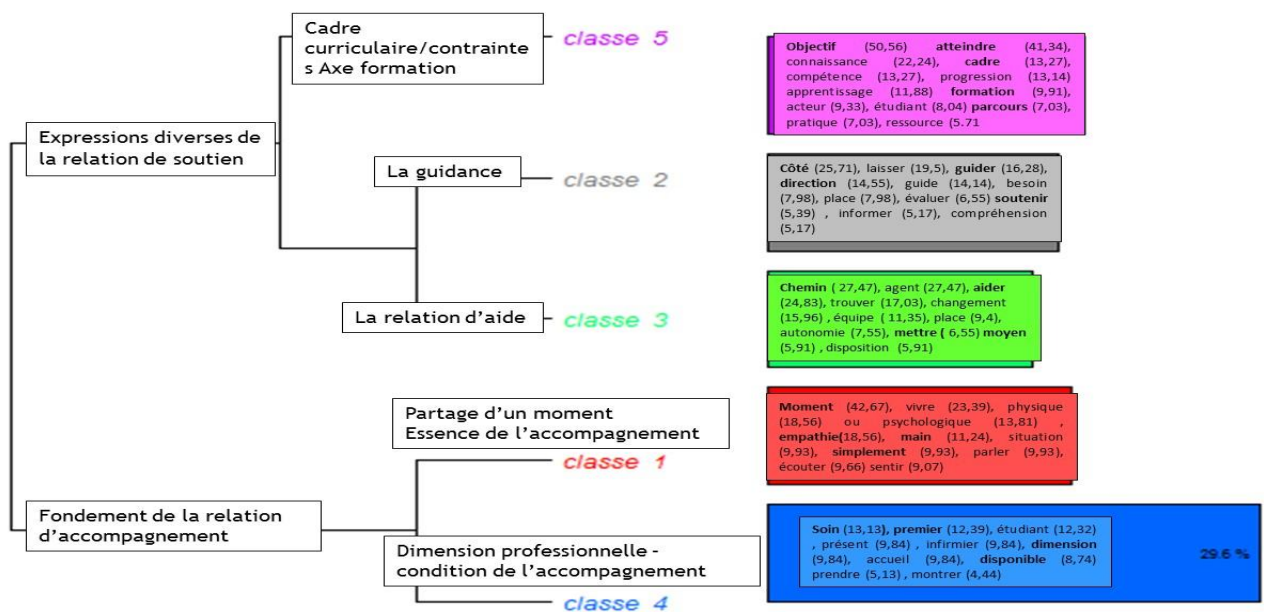 Cadre
curriculaire/contrainte
s Axe formation
classe 5
Objectif (50,56) atteindre (41,34),
connaissance (22,24), cadre (13,27),
compétence (13,27), progression (13,14)
apprentissage (11,88) formation (9,91),
acteur (9,33), étudiant (8,04) parcours (7,03),
pratique (7,03), ressource (5.71
Expressions diverses de
la relation de soutien
La guidance
classe 2
Côté (25,71), laisser (19,5), guider (16,28),
direction (14,55), guide (14,14), besoin
(7,98), place (7,98), évaluer (6,55) soutenir
(5,39) , informer (5,17), compréhension
(5,17)
La relation d’aide
classe 3
Chemin ( 27,47), agent (27,47), aider
(24,83), trouver (17,03), changement
(15,96) , équipe ( 11,35), place (9,4),
autonomie (7,55), mettre ( 6,55) moyen
(5,91) , disposition (5,91)
Partage d’un moment
Essence de l’accompagnement
classe 1
Moment (42,67), vivre (23,39), physique
(18,56) ou psychologique (13,81) ,
empathie(18,56), main (11,24), situation
(9,93), simplement (9,93), parler (9,93),
écouter (9,66) sentir (9,07)
Fondement de la relation
d’accompagnement
Dimension professionnelle -
condition de l’accompagnement
classe 4
Soin (13,13), premier (12,39), étudiant (12,32)
, présent (9,84) , infirmier (9,84), dimension
(9,84), accueil (9,84), disponible (8,74)
prendre (5,13) , montrer (4,44)
29.6 %